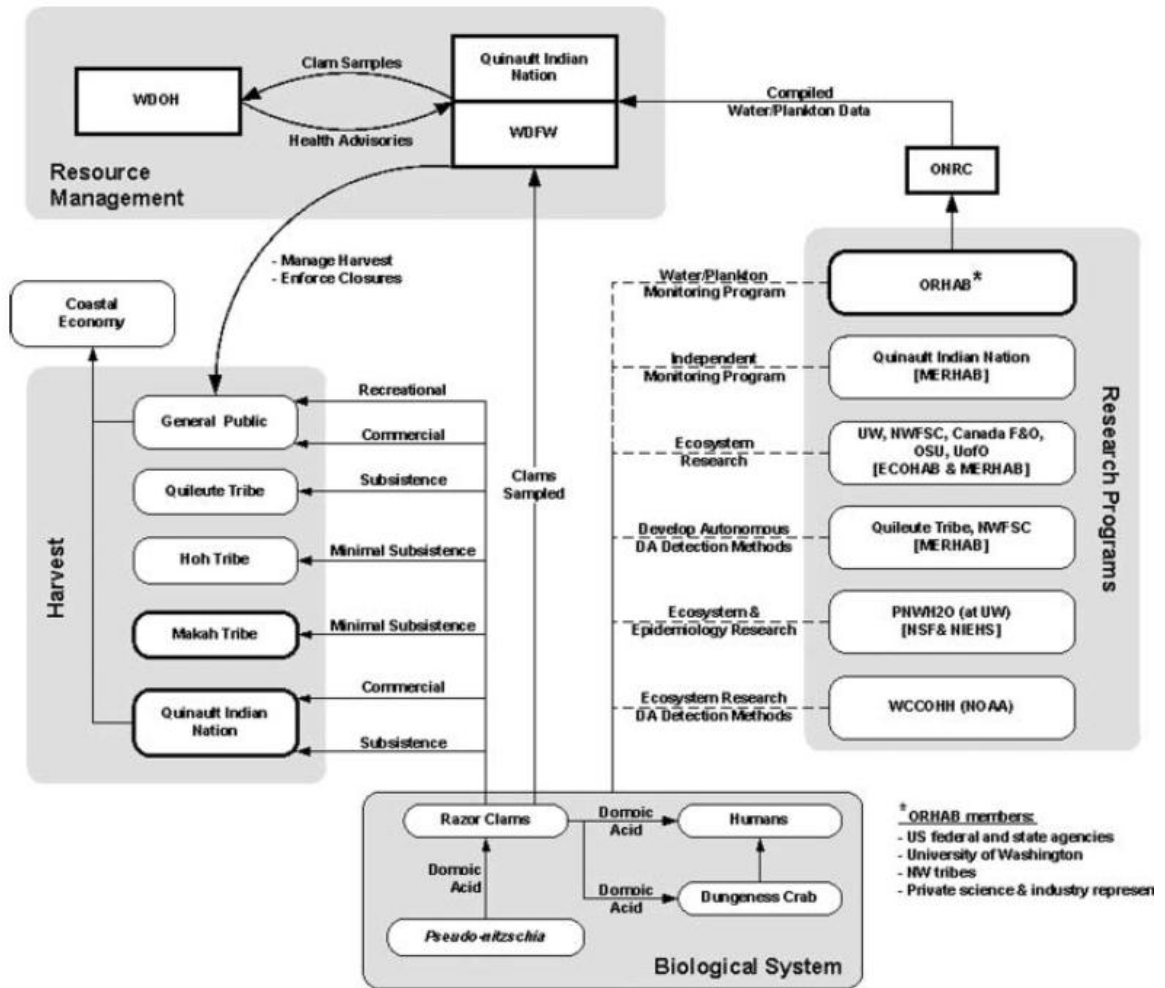 Clam Samples
WDOH
Health Advisories
Quinault Indian
Nation
WDFW
Resource
Management
Compiled
Water/Plankton Data
ONRC
- Manage Harvest
- Enforce Closures
Coastal
Economy
Harvest
General Public
Quileute Tribe
Hoh Tribe
Makah Tribe
Quinault Indian
Nation
Recreational
Commercial
Subsistence
Minimal Subsistence
Minimal Subsistence
Commercial
Subsistence
Clams
Sampled
Water/Plankton
Monitoring Program
Independent
Monitoring Program
Ecosystem
Research
Develop Autonomous
DA Detection Methods
Ecosystem &
Epidemiology Research
Ecosystem Research
DA Detection Methods
ORHAB*
Quinault Indian Nation
[MERHAB]
UW, NWFSC, Canada F&O,
OSU, UofO
[ECOHAB & MERHAB]
Quileute Tribe, NWFSC
[MERHAB]
PNWH2O (at UW)
[NSF& NIEHS]
WCCOHH (NOAA)
Research Programs
Razor Clams
Domoic
Acid
Humans
Domoic
Acid
Domoic
Acid
Dungeness Crab
Pseudo-nitzschia
Biological System
*ORHAB members:
- US federal and state agencies
- University of Washington
- NW tribes
- Private science & industry represen